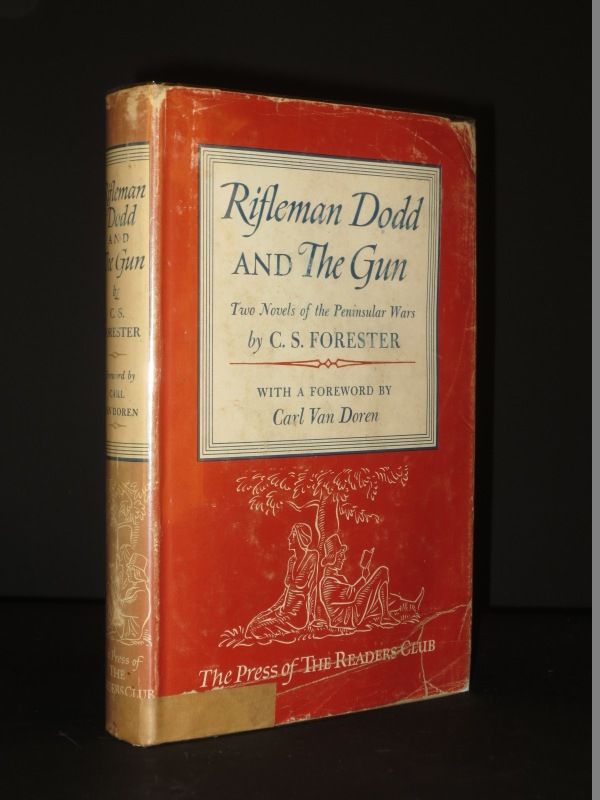 Rifleman
Dodd
AND
The Gun
by
C. S.
FORESTER
Foreword by
CARL
VAN DOREN
The Press of
THE
READERS CLUB
Rifleman Dodd
AND The Gun
Two Novels of the Peninsular Wars
by C. S. FORESTER
WITH A FOREWORD BY
Carl Van Doren
The Press of THE READERS CLUB